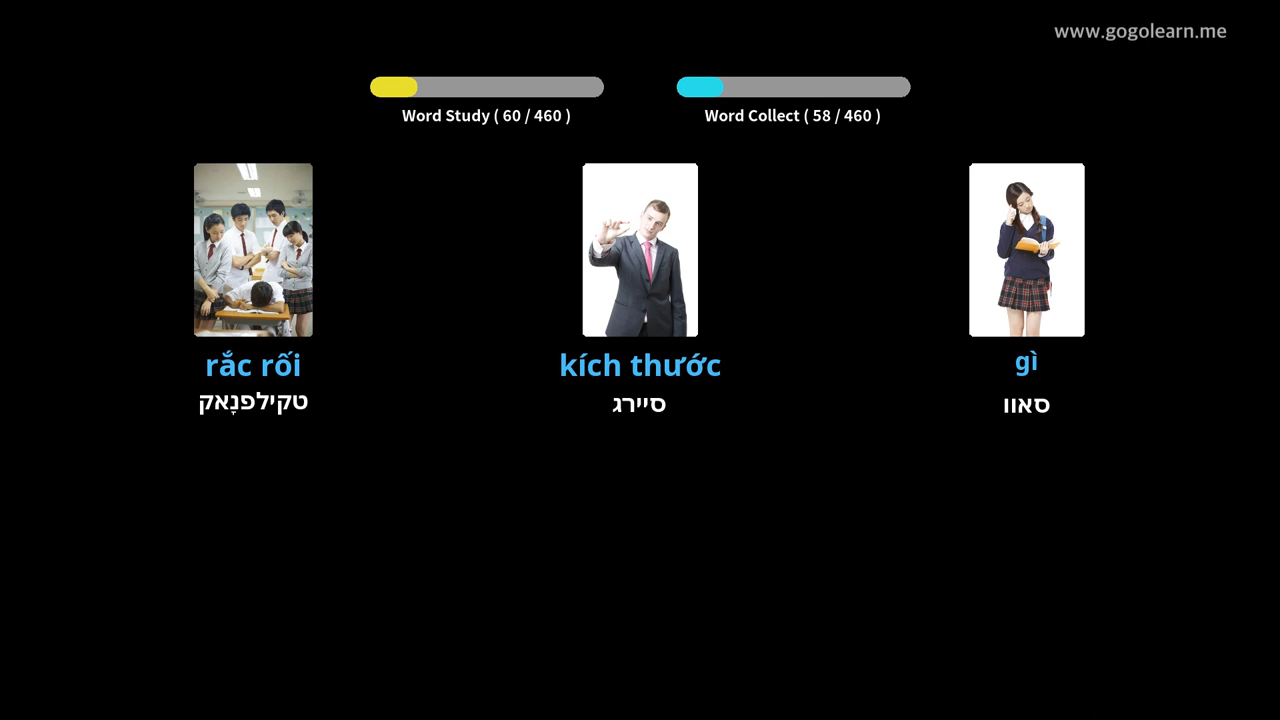 www.gogolearn.me
Word Study ( 60 / 460 )
Word Collect ( 58 / 460 )
rắc rối
טקילפנָאק
kích thước
סיירג
gì
סאוו